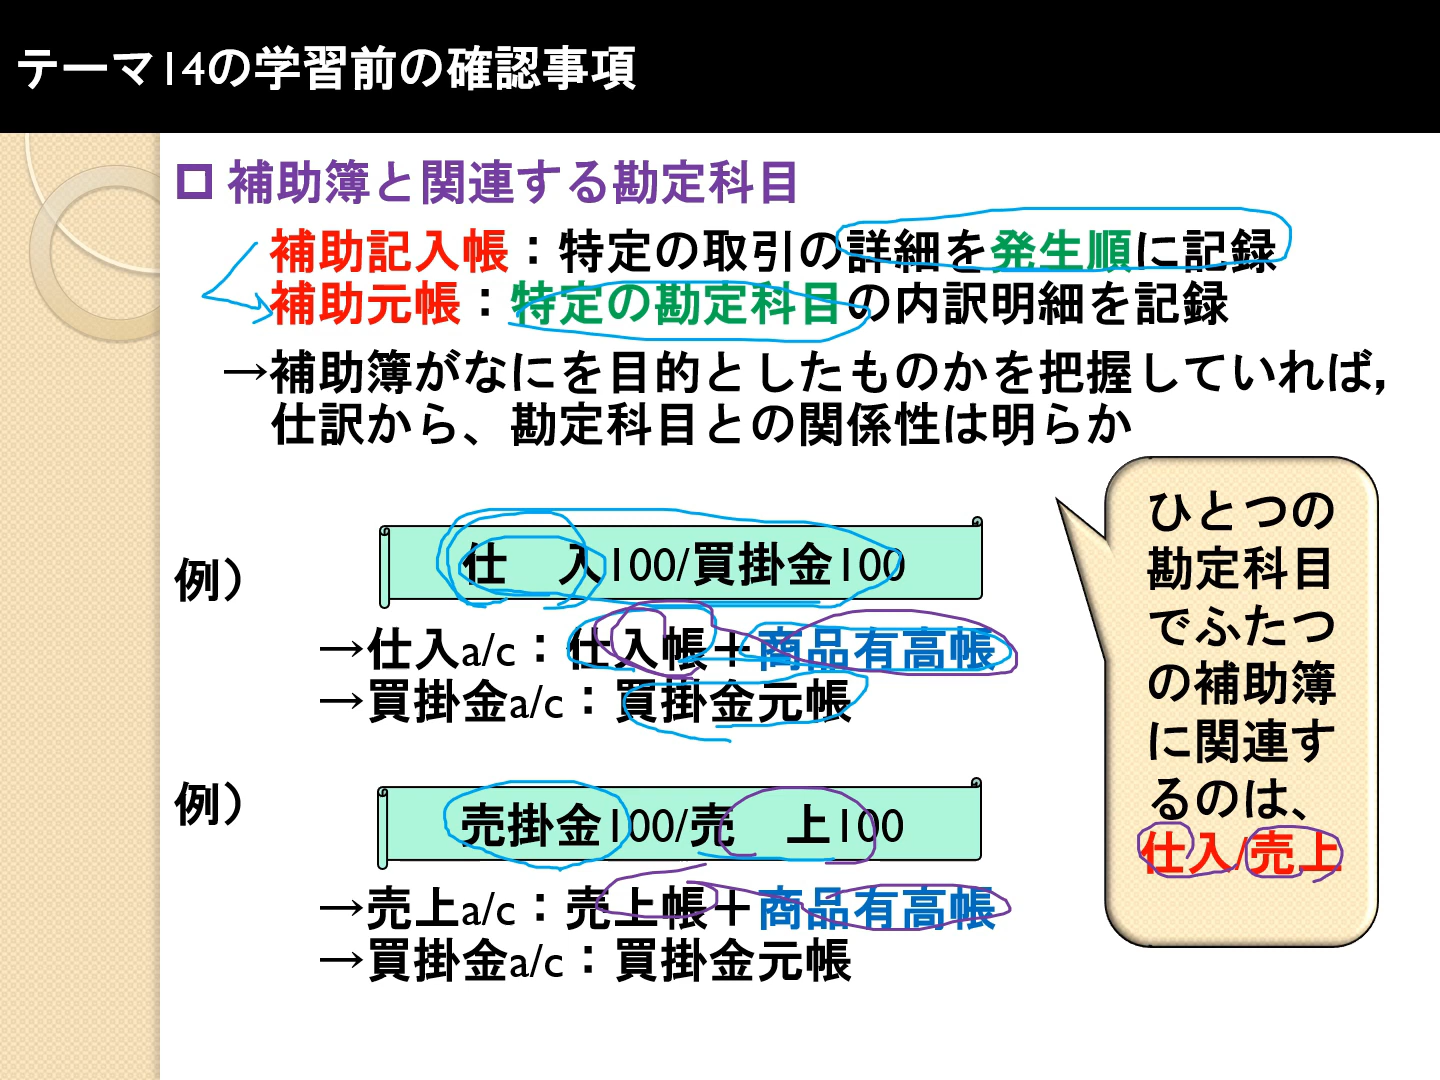 テーマ14の学習前の確認事項
補助簿と関連する勘定科目
補助記入帳：特定の取引の詳細を発生順に記録
補助元帳：特定の勘定科目の内訳明細を記録
→補助簿がなにを目的としたものかを把握していれば，
仕訳から、勘定科目との関係性は明らか
例）
仕　入100/買掛金100
→仕入a/c：仕入帳＋商品有高帳
→買掛金a/c：買掛金元帳
例）
売掛金100/売　上100
→売上a/c：売上帳＋商品有高帳
→買掛金a/c：買掛金元帳
ひとつの
勘定科目
でふたつ
の補助簿
に関連す
るのは、
仕入/売上